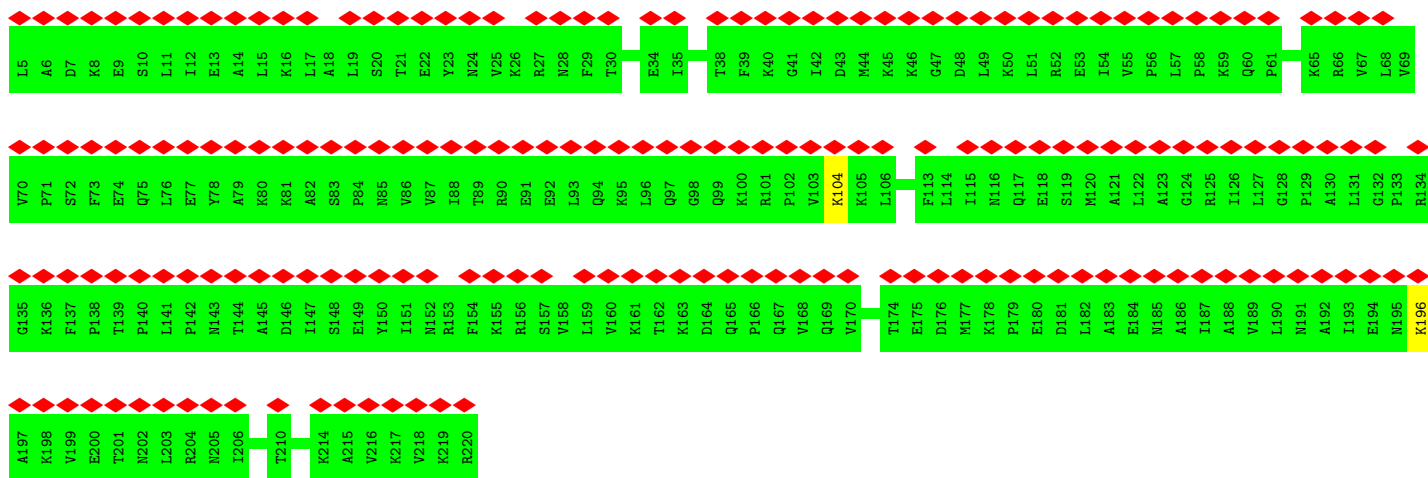 L5 A6 D7 K8 E9 S10 L11 I12 E13 A14 L15 K16 L17 A18 L19 S20 T21 E22 Y23 N24 V25 K26 R27 N28 F29 T30 E34 I35 T38 F39 K40 G41 I42 D43 M44 K45 K46 G47 D48 L49 K50 L51 R52 E53 I54 V55 P56 L57 P58 K59 Q60 P61 K65 R66 V67 L68 V69
V70 P71 S72 F73 E74 Q75 L76 E77 Y78 A79 K80 K81 A82 S83 P84 N85 V86 V87 I88 T89 R90 E91 E92 L93 Q94 K95 L96 Q97 G98 Q99 K100 R101 P102 V103 K104 K105 L106 F113 L114 I115 N116 Q117 E118 S119 M120 A121 L122 A123 G124 R125 I126 L127 G128 P129 A130 L131 G132 P133 R134
G135 K136 F137 P138 T139 P140 L141 P142 N143 T144 A145 D146 I147 S148 E149 Y150 I151 N152 R153 F154 K155 R156 S157 V158 L159 V160 K161 T162 K163 D164 Q165 P166 Q167 V168 Q169 V170 T174 E175 D176 M177 K178 P179 E180 D181 L182 A183 E184 N185 A186 I187 A188 V189 L190 N191 A192 I193 E194 N195 K196
A197 K198 V199 E200 T201 N202 L203 R204 N205 I206 T210 K214 A215 V216 K217 V218 K219 R220